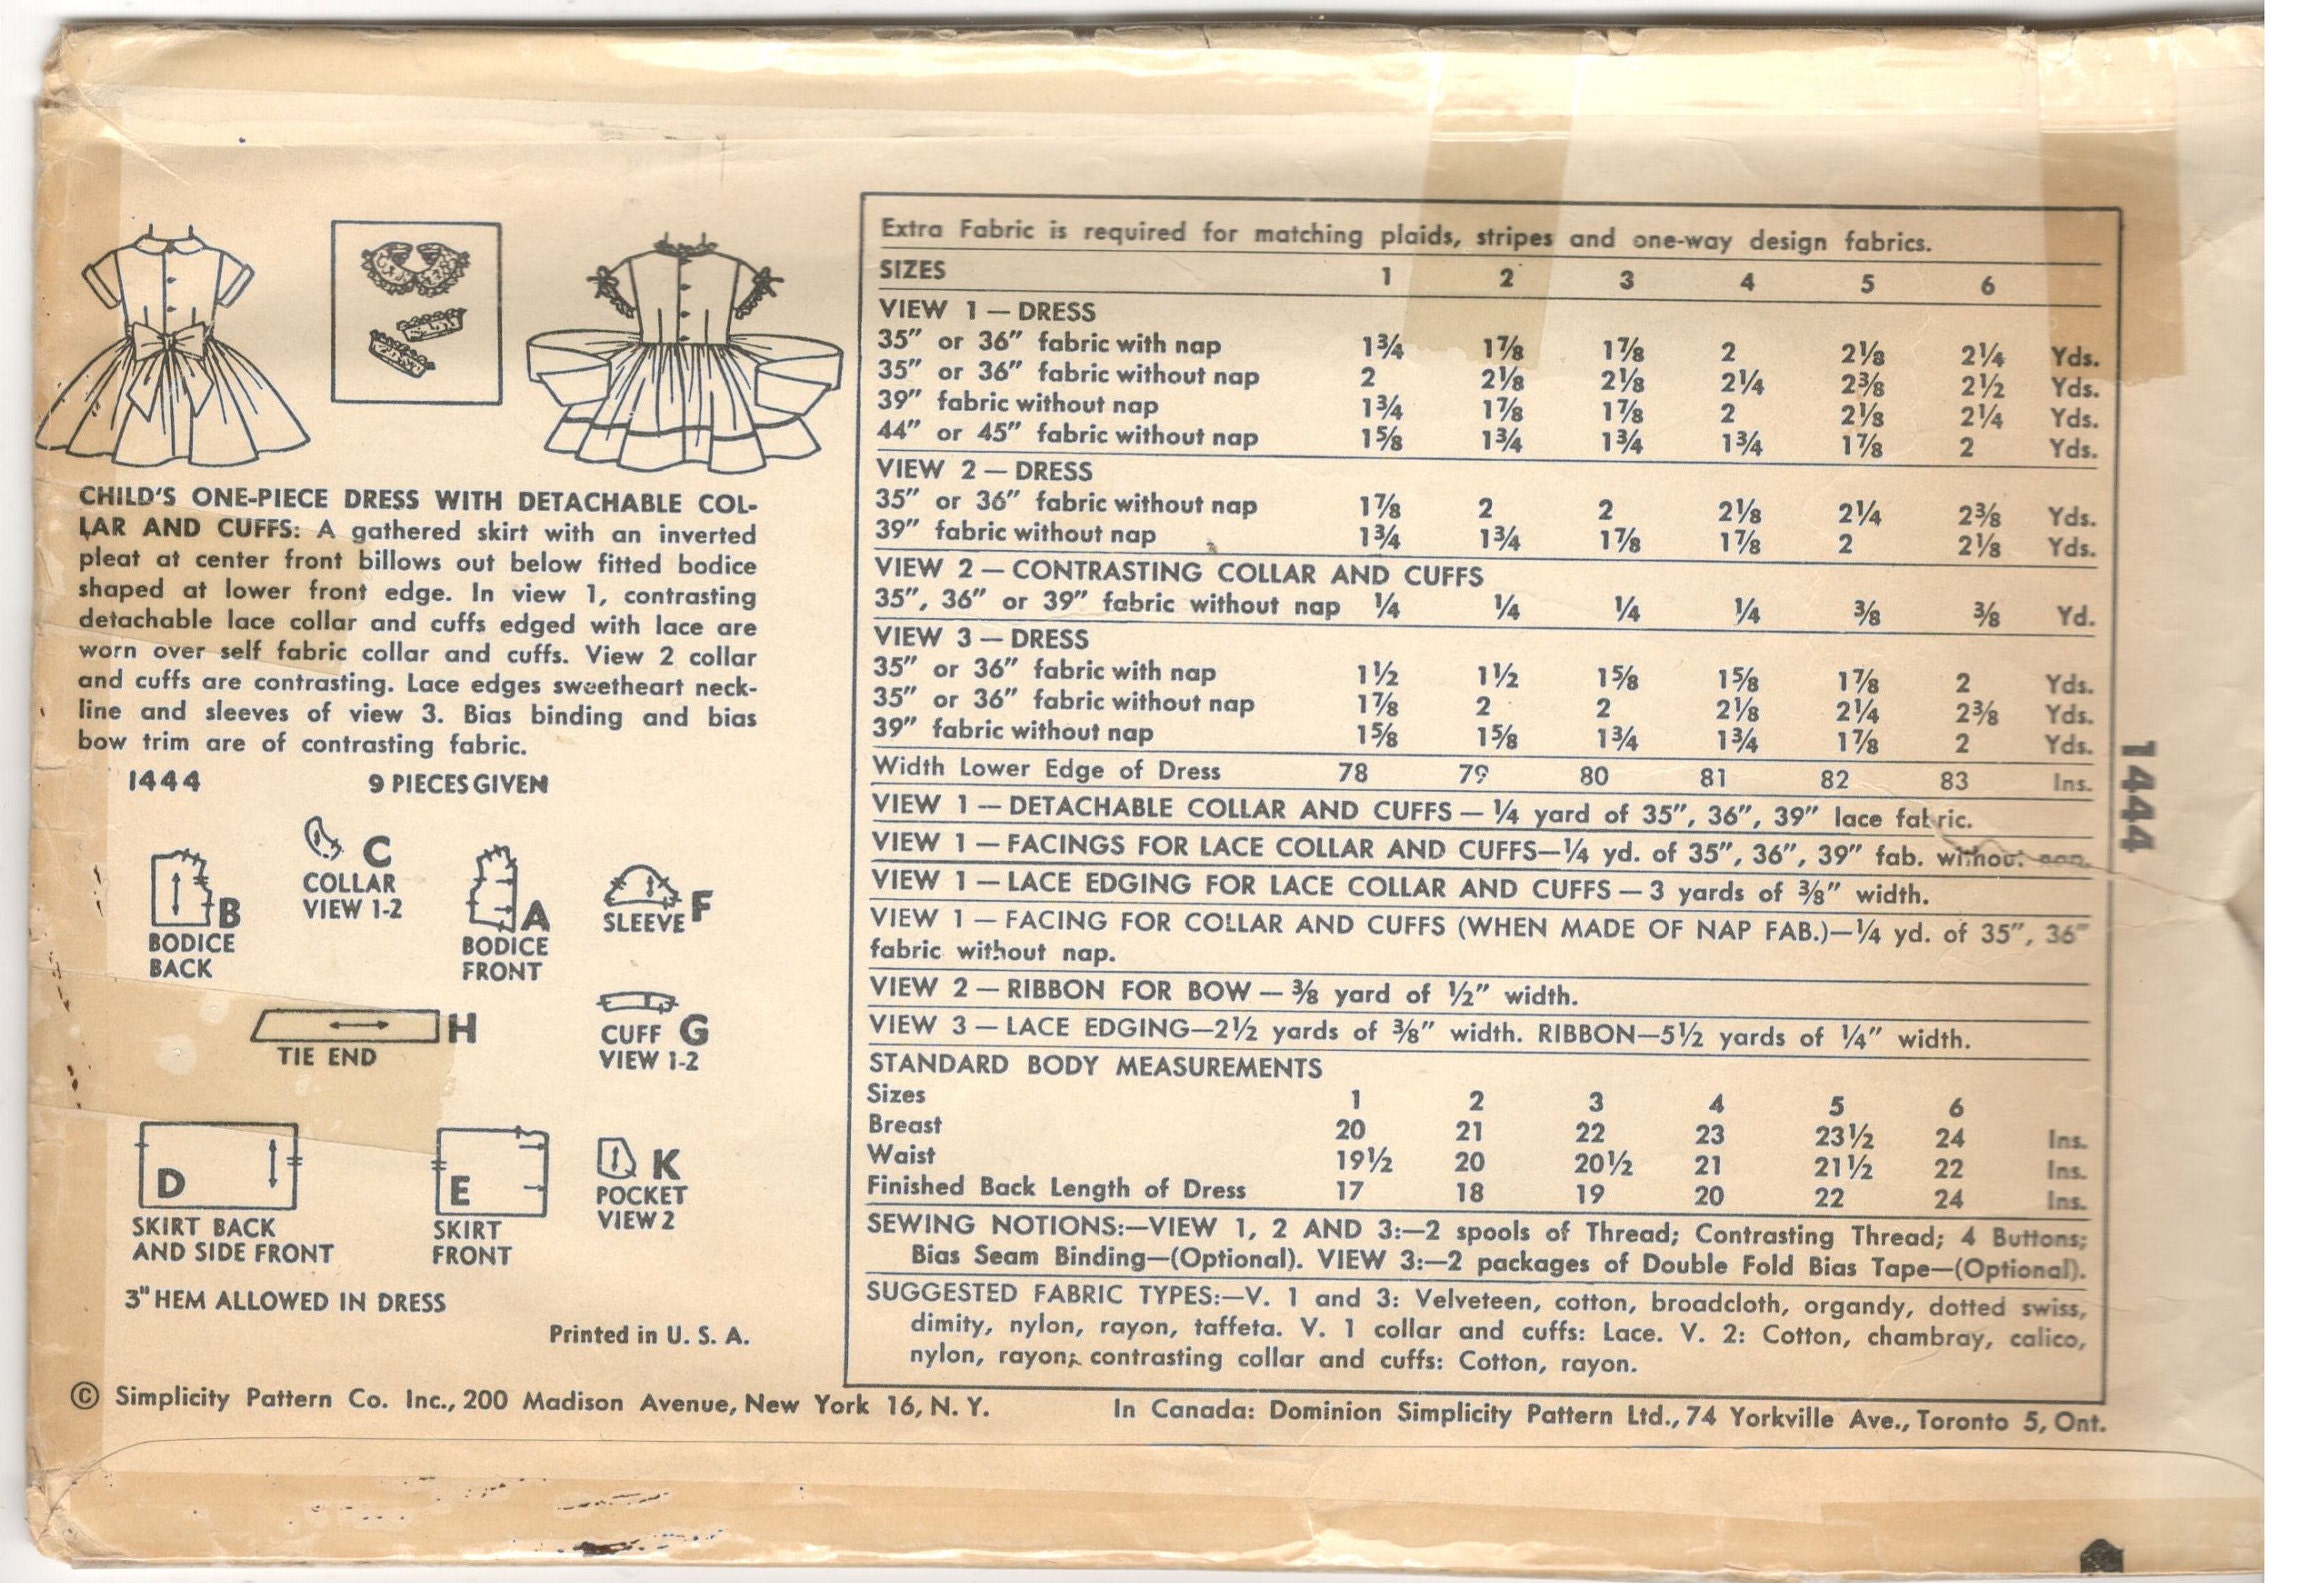 CHILD'S ONE-PIECE DRESS WITH DETACHABLE COL-
LAR AND CUFFS: A gathered skirt with an inverted
pleat at center front billows out below fitted bodice
shaped at lower front edge. In view 1, contrasting
detachable lace collar and cuffs edged with lace are
worn over self fabric collar and cuffs. View 2 collar
and cuffs are contrasting. Lace edges sweetheart neck-
line and sleeves of view 3. Bias binding and bias
bow trim are of contrasting fabric.
1444 9 PIECES GIVEN
B
BODICE
BACK
C
COLLAR
VIEW 1-2
A
BODICE
FRONT
F
SLEEVE
H
TIE END
CUFF G
VIEW 1-2
D
SKIRT BACK
AND SIDE FRONT
E
SKIRT
FRONT
K
POCKET
VIEW 2
3" HEM ALLOWED IN DRESS
Printed in U. S. A.
Extra Fabric is required for matching plaids, stripes and one-way design fabrics.
SIZES 1 2 3 4 5 6
VIEW 1 — DRESS
35" or 36" fabric with nap 1¾ 1⅞ 1⅞ 2 2⅛ 2¼ Yds.
35" or 36" fabric without nap 2 2⅛ 2⅛ 2¼ 2⅜ 2½ Yds.
39" fabric without nap 1¾ 1⅞ 1⅞ 2 2⅛ 2¼ Yds.
44" or 45" fabric without nap 1⅝ 1¾ 1¾ 1¾ 1⅞ 2 Yds.
VIEW 2 — DRESS
35" or 36" fabric without nap 1⅞ 2 2 2⅛ 2¼ 2⅜ Yds.
39" fabric without nap 1¾ 1¾ 1⅞ 1⅞ 2 2⅛ Yds.
VIEW 2 — CONTRASTING COLLAR AND CUFFS
35", 36" or 39" fabric without nap ¼ ¼ ¼ ¼ ⅜ ⅜ Yd.
VIEW 3 — DRESS
35" or 36" fabric with nap 1½ 1½ 1⅝ 1⅝ 1⅞ 2 Yds.
35" or 36" fabric without nap 1⅞ 2 2 2⅛ 2¼ 2⅜ Yds.
39" fabric without nap 1⅝ 1⅝ 1¾ 1¾ 1⅞ 2 Yds.
Width Lower Edge of Dress 78 79 80 81 82 83 Ins.
VIEW 1 — DETACHABLE COLLAR AND CUFFS — ¼ yard of 35", 36", 39" lace fabric.
VIEW 1 — FACINGS FOR LACE COLLAR AND CUFFS—¼ yd. of 35", 36", 39" fab. without nap.
VIEW 1 — LACE EDGING FOR LACE COLLAR AND CUFFS — 3 yards of ⅜" width.
VIEW 1 — FACING FOR COLLAR AND CUFFS (WHEN MADE OF NAP FAB.)—¼ yd. of 35", 36"
fabric without nap.
VIEW 2 — RIBBON FOR BOW — ⅜ yard of ½" width.
VIEW 3 — LACE EDGING—2½ yards of ⅜" width. RIBBON—5½ yards of ¼" width.
STANDARD BODY MEASUREMENTS
Sizes 1 2 3 4 5 6
Breast 20 21 22 23 23½ 24 Ins.
Waist 19½ 20 20½ 21 21½ 22 Ins.
Finished Back Length of Dress 17 18 19 20 22 24 Ins.
SEWING NOTIONS:—VIEW 1, 2 AND 3:—2 spools of Thread; Contrasting Thread; 4 Buttons;
Bias Seam Binding—(Optional). VIEW 3:—2 packages of Double Fold Bias Tape—(Optional).
SUGGESTED FABRIC TYPES:—V. 1 and 3: Velveteen, cotton, broadcloth, organdy, dotted swiss,
dimity, nylon, rayon, taffeta. V. 1 collar and cuffs: Lace. V. 2: Cotton, chambray, calico,
nylon, rayon; contrasting collar and cuffs: Cotton, rayon.
1444
© Simplicity Pattern Co. Inc., 200 Madison Avenue, New York 16, N. Y. In Canada: Dominion Simplicity Pattern Ltd., 74 Yorkville Ave., Toronto 5, Ont.